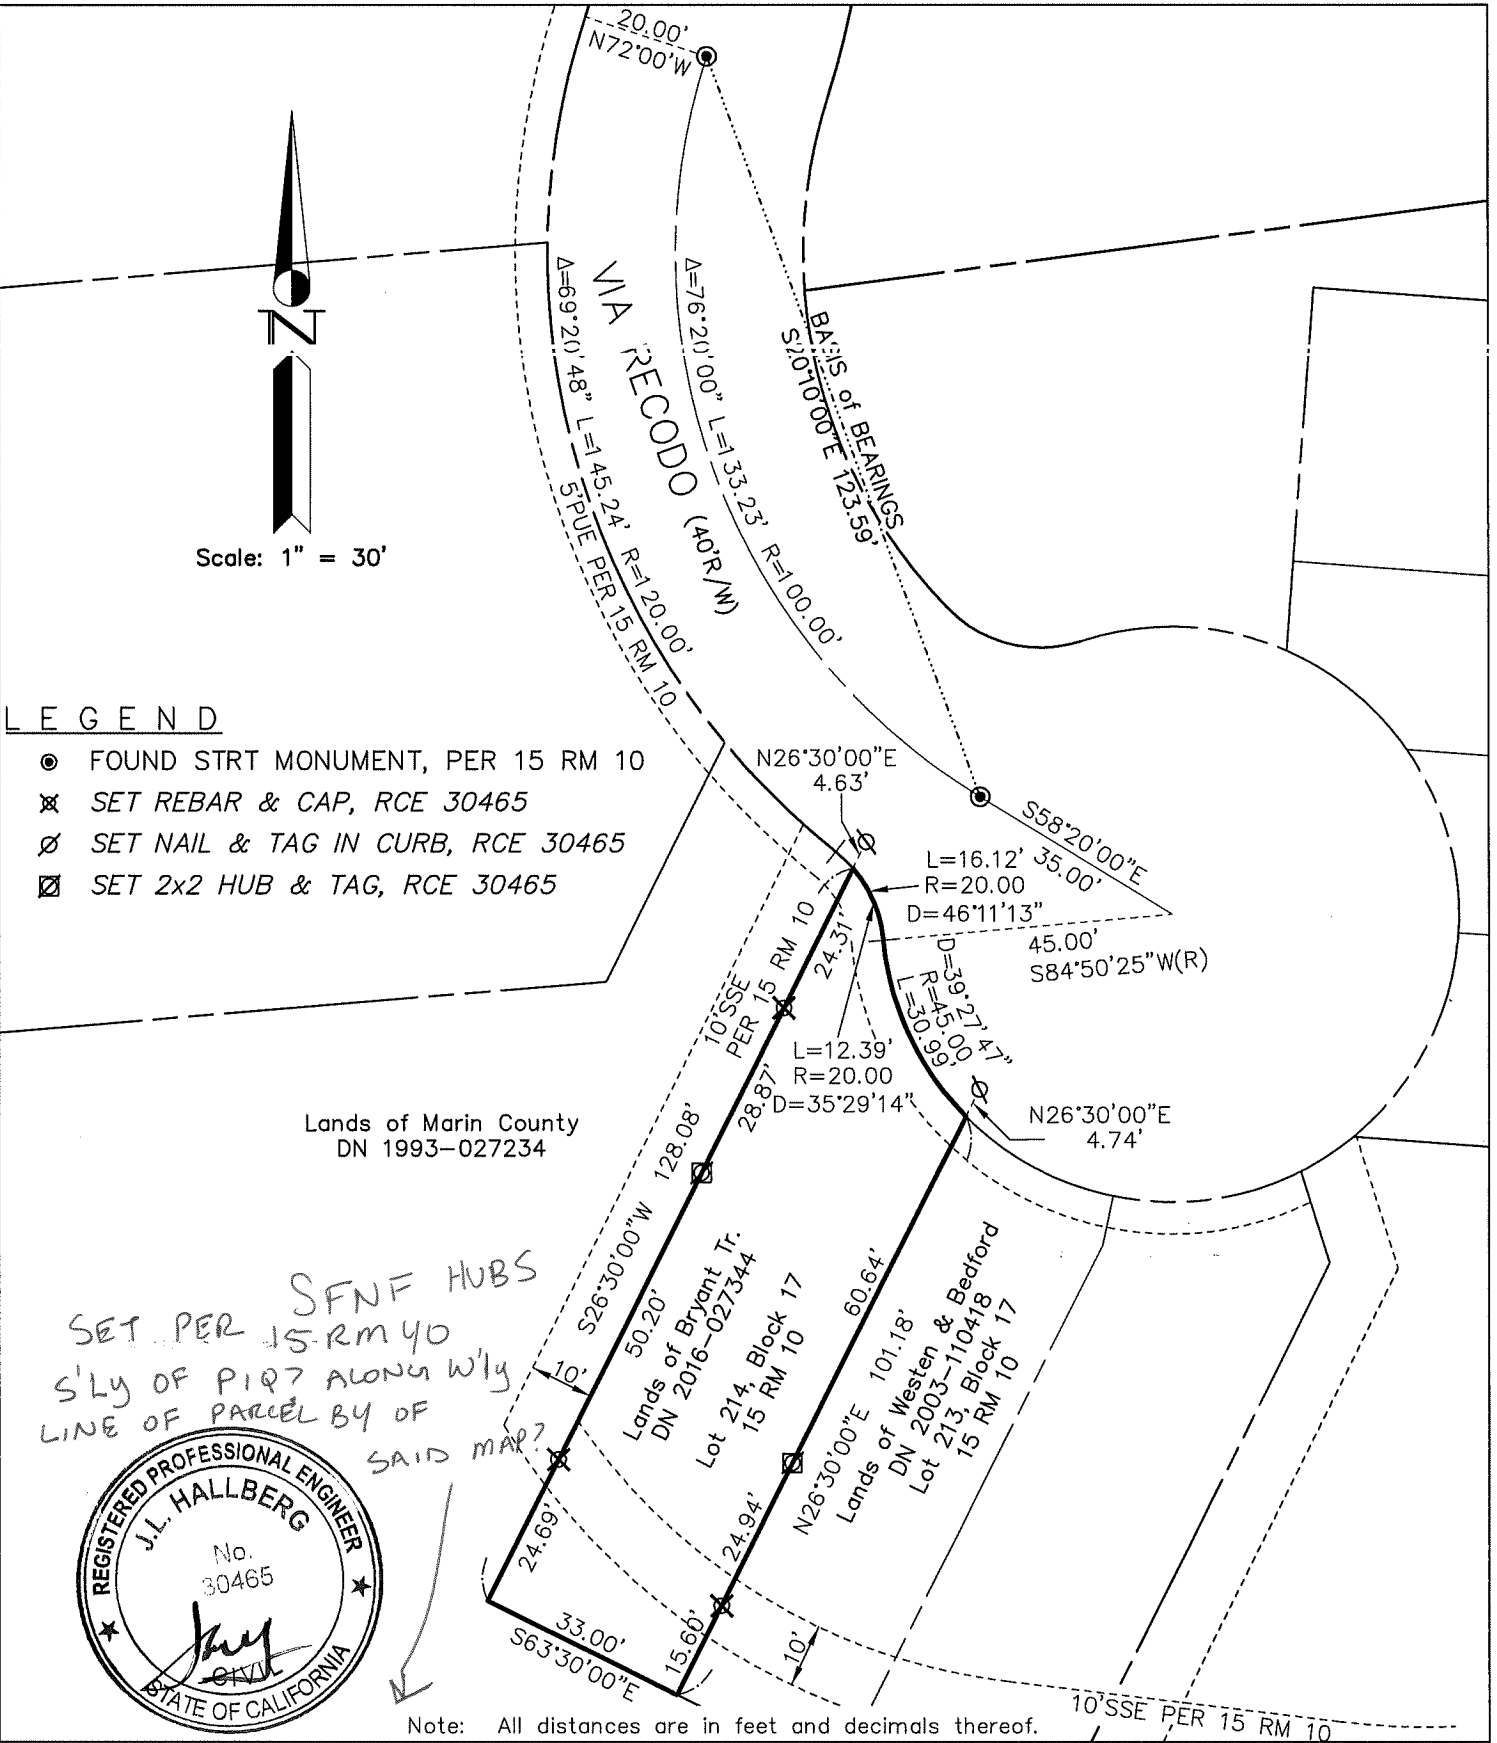 20.00'
N72°00'W
N
Scale: 1" = 30'
VIA RECODO (40'R/W)
Δ=69°20'48" L=145.24' R=120.00'
5'PUE PER 15 RM 10
Δ=76°20'00" L=133.23' R=100.00'
BASIS of BEARINGS
S20°10'00"E 123.59'
LEGEND
FOUND STRT MONUMENT, PER 15 RM 10
SET REBAR & CAP, RCE 30465
SET NAIL & TAG IN CURB, RCE 30465
SET 2x2 HUB & TAG, RCE 30465
N26°30'00"E
4.63'
S58°20'00"E
35.00'
L=16.12'
R=20.00
D=46°11'13"
45.00'
S84°50'25"W(R)
D=39°27'47"
R=45.00
L=30.99'
10'SSE
PER 15 RM 10
24.31'
L=12.39'
R=20.00
D=35°29'14"
28.87'
N26°30'00"E
4.74'
Lands of Marin County
DN 1993-027234
S26°30'00"W 128.08'
50.20'
10'
Lands of Bryant Tr.
DN 2016-027344
Lot 214, Block 17
15 RM 10
60.64'
N26°30'00"E 101.18'
Lands of Westen & Bedford
DN 2003-110418
Lot 213, Block 17
15 RM 10
SFNF HUBS
SET PER 15 RM 40
S'LY OF PIQ? ALONG W'ly
LINE OF PARCEL BY OF
SAID MAP?
REGISTERED PROFESSIONAL ENGINEER
J.L. HALLBERG
No.
30465
CIVIL
STATE OF CALIFORNIA
24.69'
24.94'
33.00'
S63°30'00"E
15.60'
10'
10'SSE PER 15 RM 10
Note: All distances are in feet and decimals thereof.